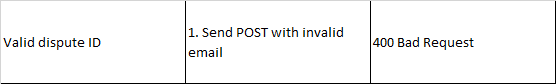 Valid dispute ID
1. Send POST with invalid
email
400 Bad Request